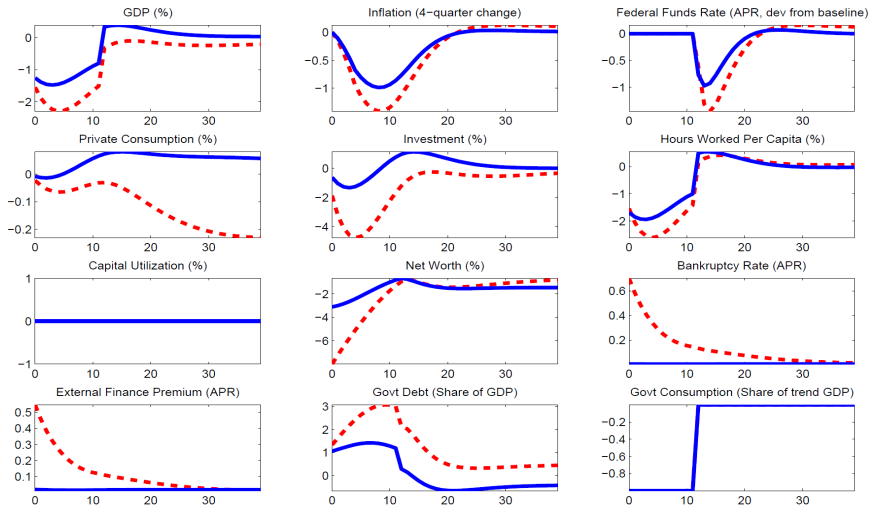 GDP (%) Inflation (4−quarter change) Federal Funds Rate (APR, dev from baseline)
0 −1 −2 0 −0.5 −1 0 −0.5 −1
0 10 20 30 0 10 20 30 0 10 20 30
Private Consumption (%) Investment (%) Hours Worked Per Capita (%)
0 −0.1 −0.2 0 −2 −4 0 −1 −2
0 10 20 30 0 10 20 30 0 10 20 30
Capital Utilization (%) Net Worth (%) Bankruptcy Rate (APR)
1 0 −1 −2 −4 −6 0.6 0.4 0.2
0 10 20 30 0 10 20 30 0 10 20 30
External Finance Premium (APR) Govt Debt (Share of GDP) Govt Consumption (Share of trend GDP)
0.5 0.4 0.3 0.2 0.1 3 2 1 0 −0.2 −0.4 −0.6 −0.8
0 10 20 30 0 10 20 30 0 10 20 30